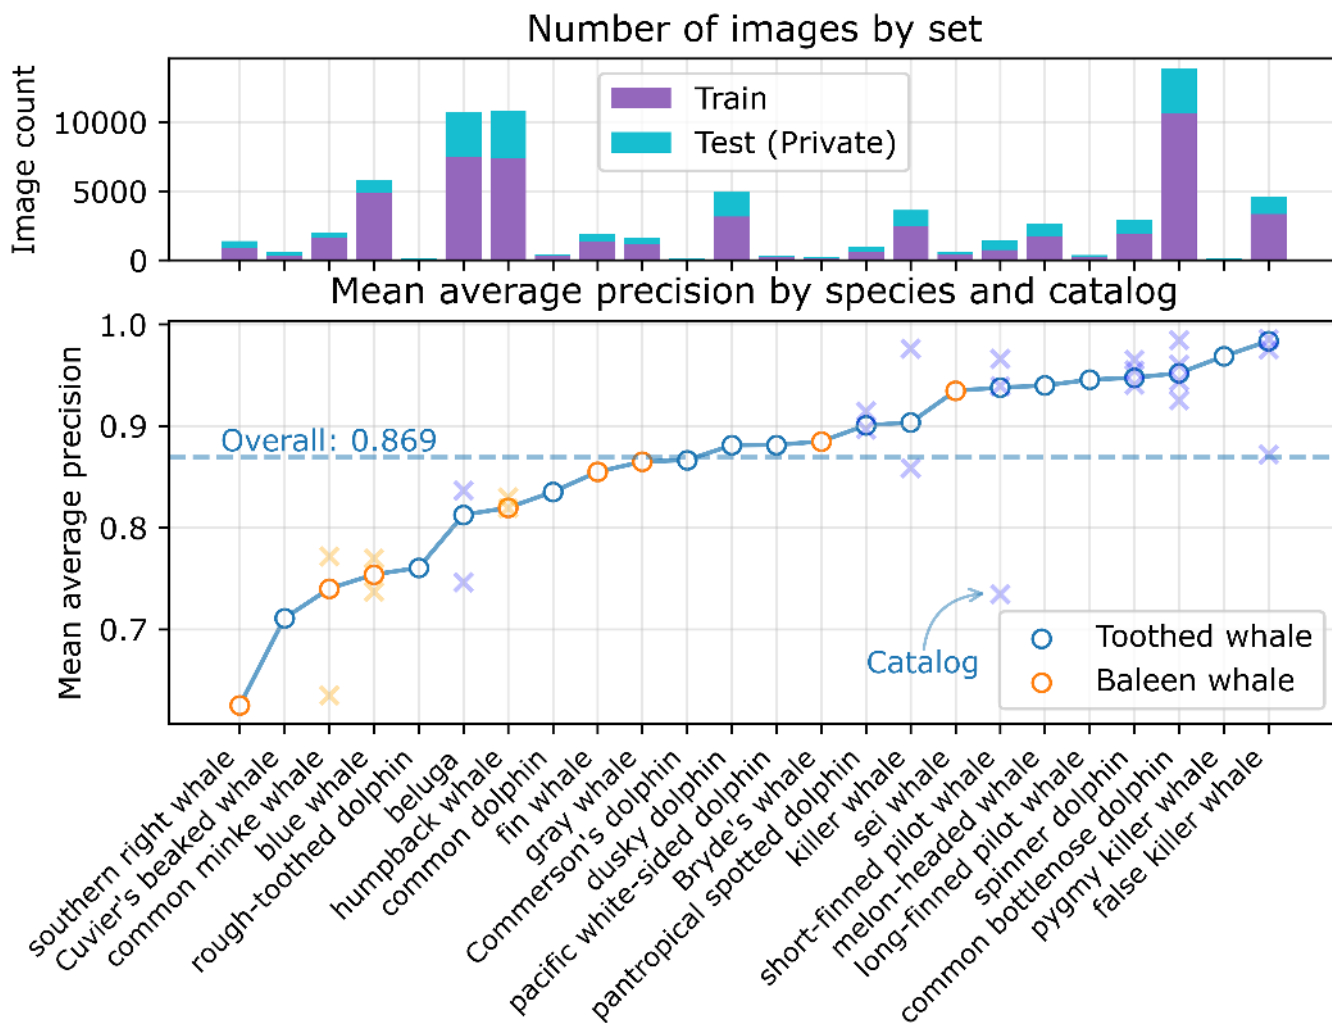 Number of images by set
Image count
10000
5000
0
Train
Test (Private)
Mean average precision by species and catalog
Mean average precision
1.0
0.9
0.8
0.7
Overall: 0.869
Catalog
Toothed whale
Baleen whale
southern right whale
Cuvier's beaked whale
common minke whale
blue whale
rough-toothed dolphin
beluga
humpback whale
common dolphin
fin whale
gray whale
Commerson's dolphin
dusky dolphin
pacific white-sided dolphin
Bryde's whale
pantropical spotted dolphin
killer whale
sei whale
short-finned pilot whale
melon-headed whale
long-finned pilot whale
spinner dolphin
common bottlenose dolphin
pygmy killer whale
false killer whale